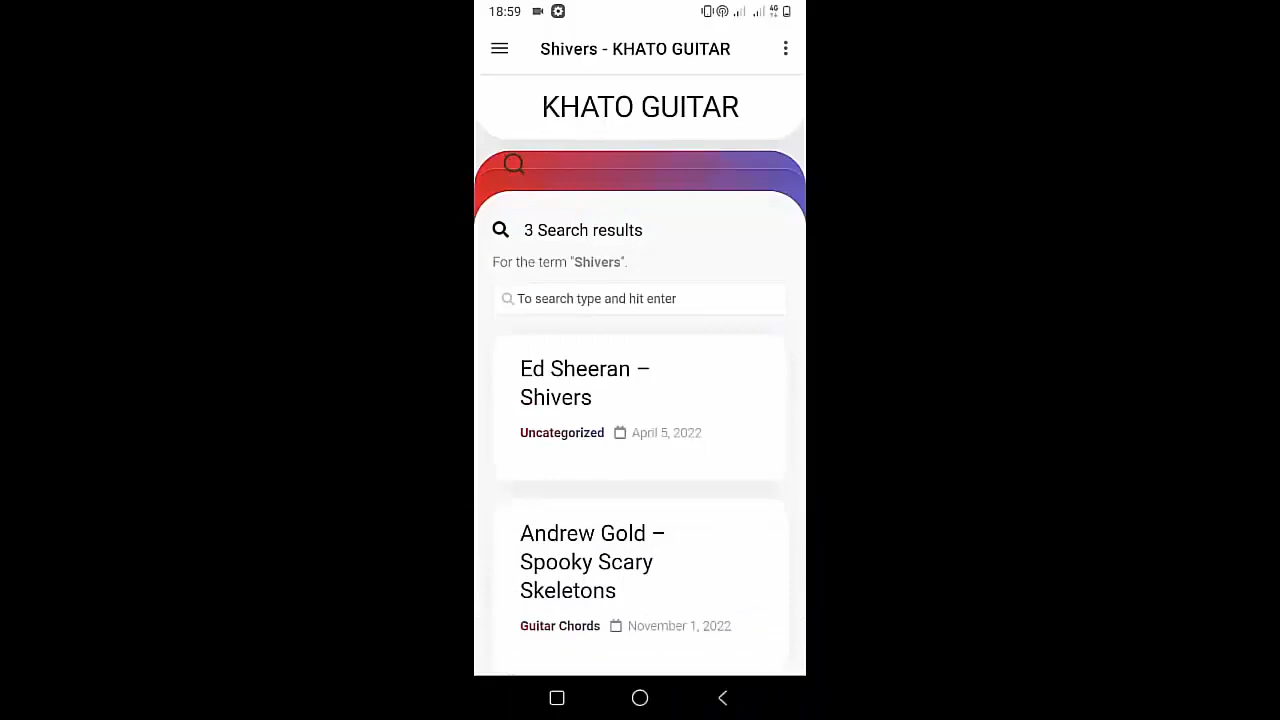 18:59
4G
Shivers - KHATO GUITAR
KHATO GUITAR
3 Search results
For the term "Shivers".
To search type and hit enter
Ed Sheeran –
Shivers
Uncategorized April 5, 2022
Andrew Gold –
Spooky Scary
Skeletons
Guitar Chords November 1, 2022